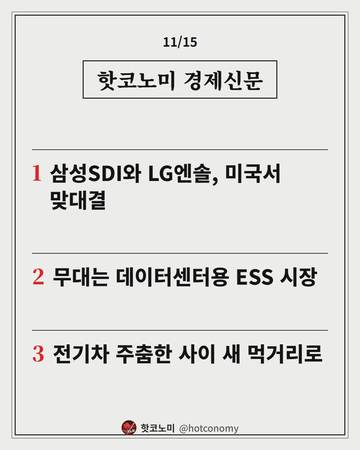 11/15
핫코노미 경제신문
1 삼성SDI와 LG엔솔, 미국서
맞대결
2 무대는 데이터센터용 ESS 시장
3 전기차 주춤한 사이 새 먹거리로
핫코노미 @hotconomy